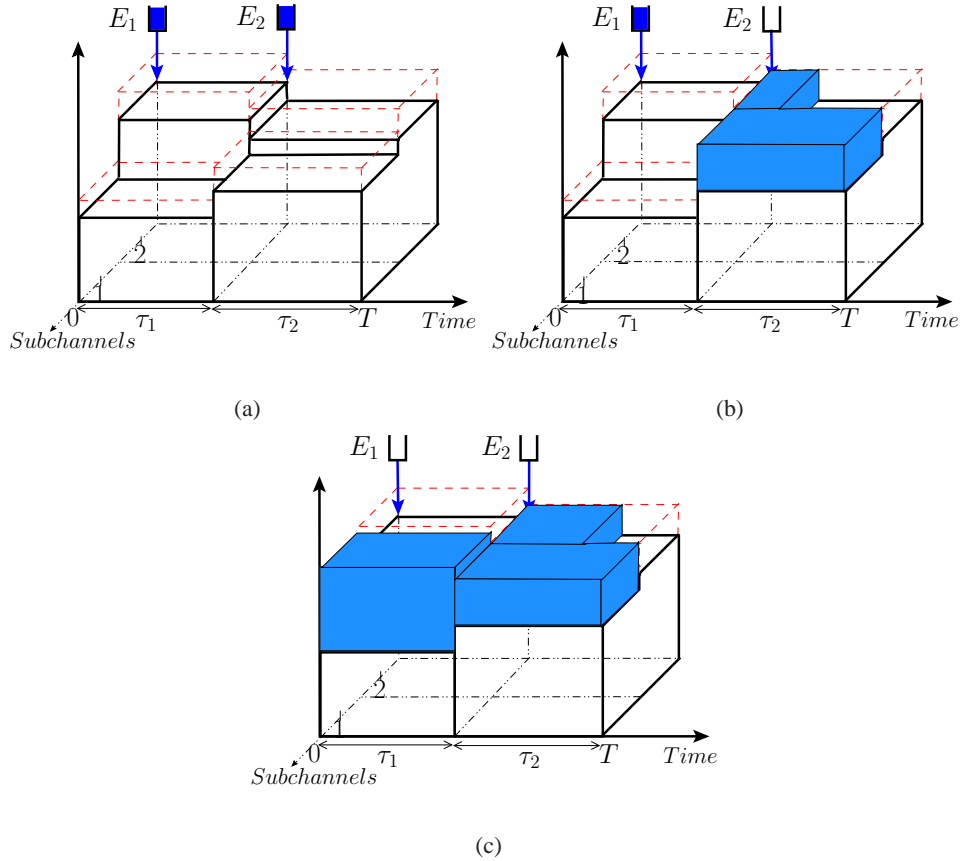 E₁ E₂
2
1
0 τ₁ τ₂ T Time
Subchannels
(a)
E₁ E₂
2
1
0 τ₁ τ₂ T Time
Subchannels
(b)
E₁ E₂
2
1
0 τ₁ τ₂ T Time
Subchannels
(c)